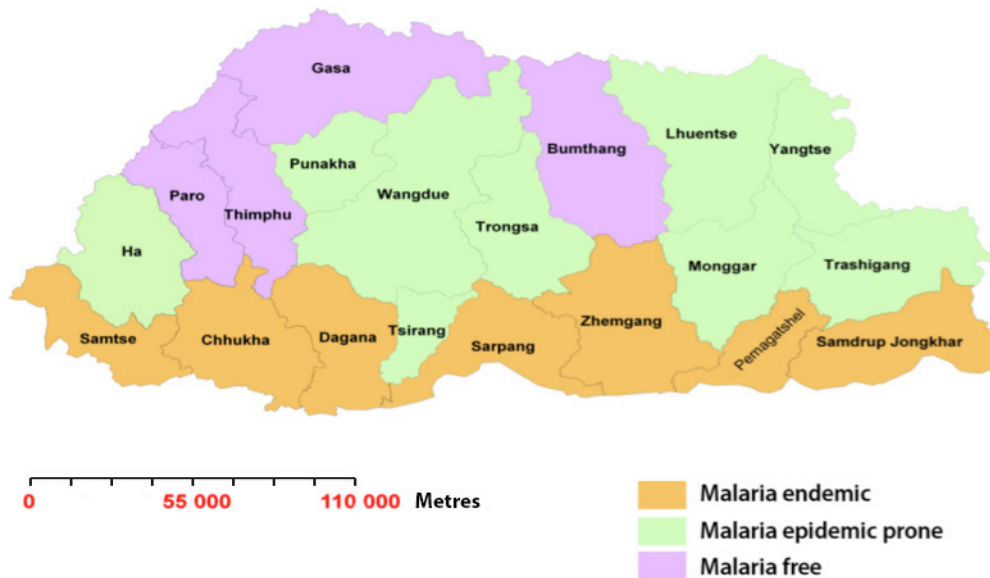 Gasa
Lhuentse
Bumthang
Yangtse
Punakha
Paro
Wangdue
Thimphu
Trongsa
Ha
Monggar
Trashigang
Zhemgang
Samtse
Chhukha
Dagana
Tsirang
Sarpang
Pemagatshel
Samdrup Jongkhar
0 55 000 110 000 Metres
Malaria endemic
Malaria epidemic prone
Malaria free